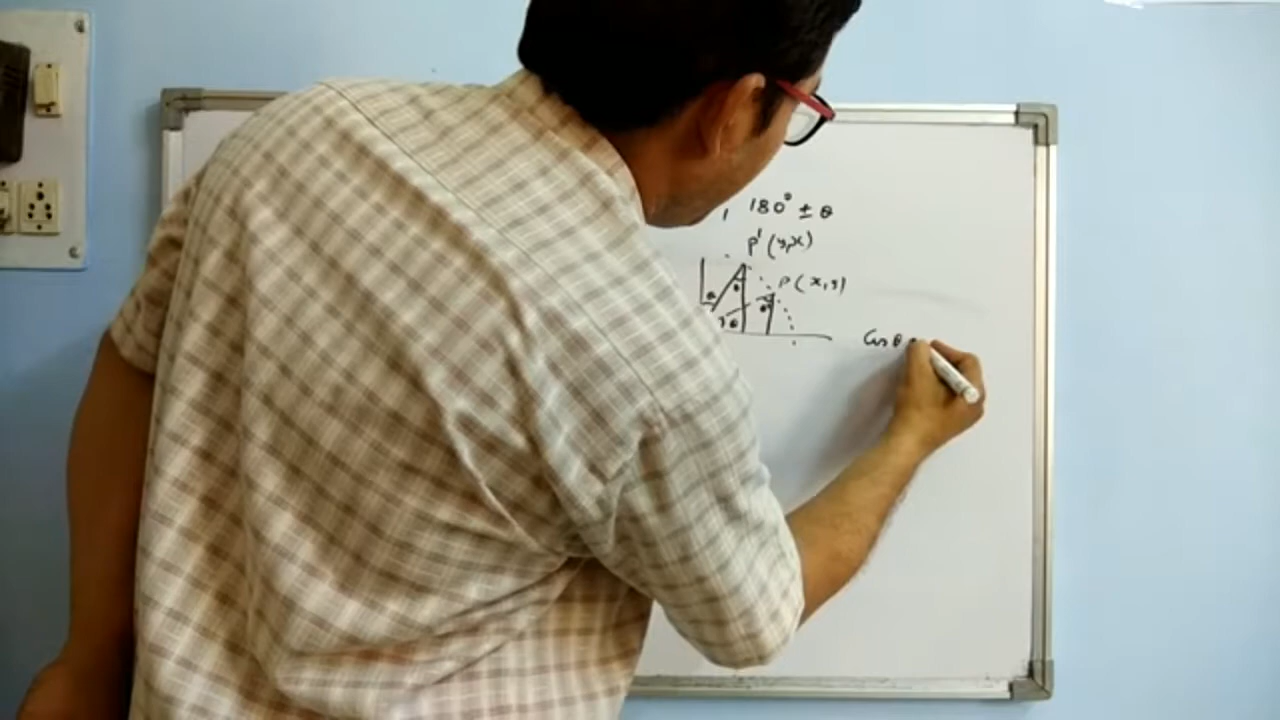 , 180° ± θ
P' (y,x)
P (x,y)
θ
θ
θ
θ
Cos θ